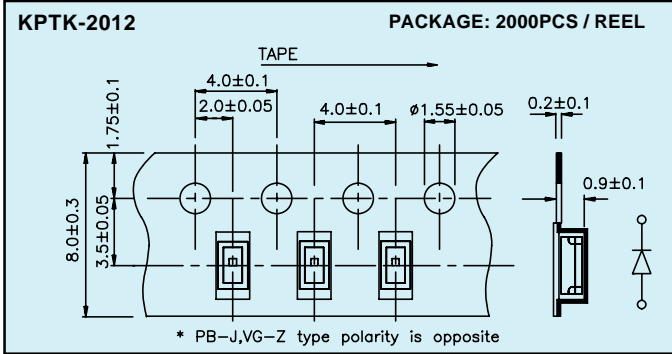 KPTK-2012
PACKAGE: 2000PCS / REEL
TAPE
4.0±0.1
2.0±0.05
4.0±0.1
ø1.55±0.05
0.2±0.1
1.75±0.1
0.9±0.1
8.0±0.3
3.5±0.05
* PB-J,VG-Z type polarity is opposite